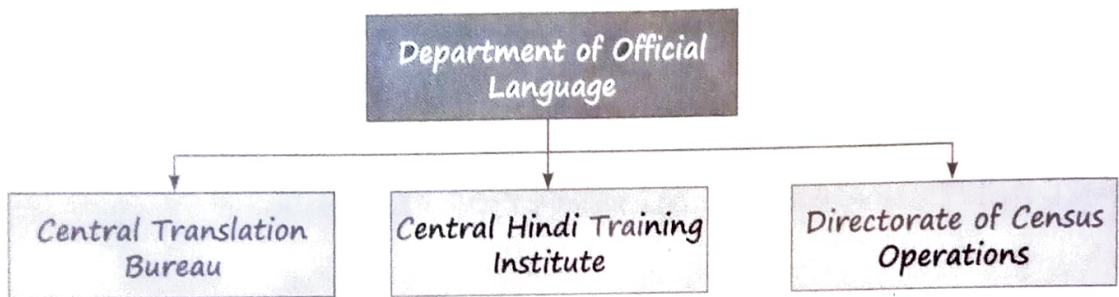 Department of Official
Language
Central Translation
Bureau
Central Hindi Training
Institute
Directorate of Census
Operations